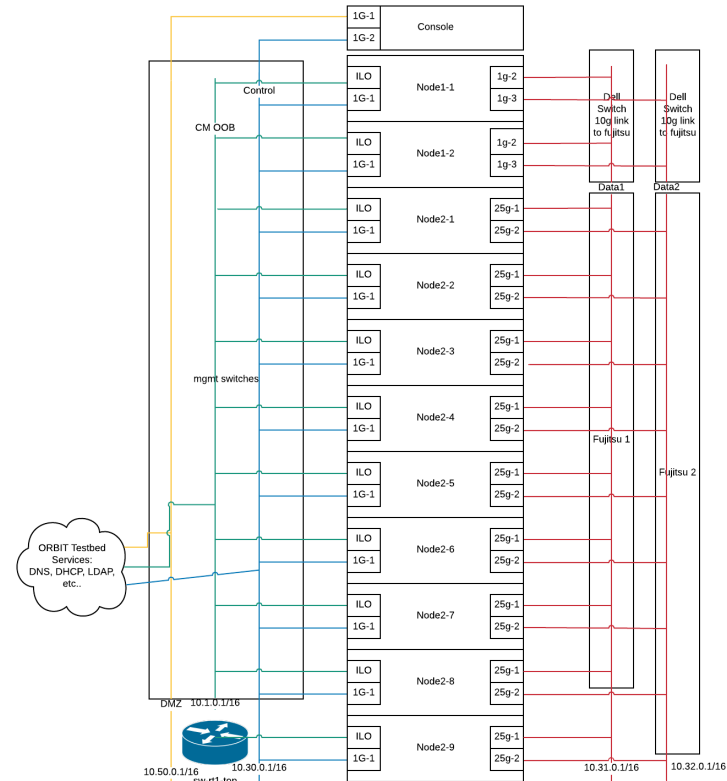 1G-1
Console
1G-2
ILO
Node1-1
1g-2
Control
1G-1
1g-3
Dell
Switch
10g link
to fujitsu
Dell
Switch
10g link
to fujitsu
CM OOB
ILO
Node1-2
1g-2
1G-1
1g-3
Data1
Data2
ILO
Node2-1
25g-1
1G-1
25g-2
ILO
Node2-2
25g-1
1G-1
25g-2
ILO
Node2-3
25g-1
1G-1
25g-2
mgmt switches
ILO
Node2-4
25g-1
1G-1
25g-2
Fujitsu 1
ILO
Node2-5
25g-1
1G-1
25g-2
Fujitsu 2
ILO
Node2-6
25g-1
1G-1
25g-2
ORBIT Testbed
Services:
DNS, DHCP, LDAP,
etc..
ILO
Node2-7
25g-1
1G-1
25g-2
ILO
Node2-8
25g-1
1G-1
25g-2
DMZ
10.1.0.1/16
ILO
Node2-9
25g-1
1G-1
25g-2
10.50.0.1/16
10.30.0.1/16
10.31.0.1/16
10.32.0.1/16
sw-rt1-top